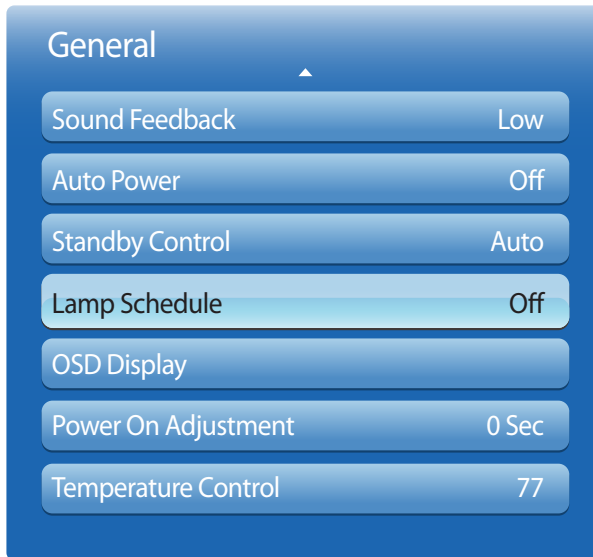 General
Sound Feedback Low
Auto Power Off
Standby Control Auto
Lamp Schedule Off
OSD Display
Power On Adjustment 0 Sec
Temperature Control 77